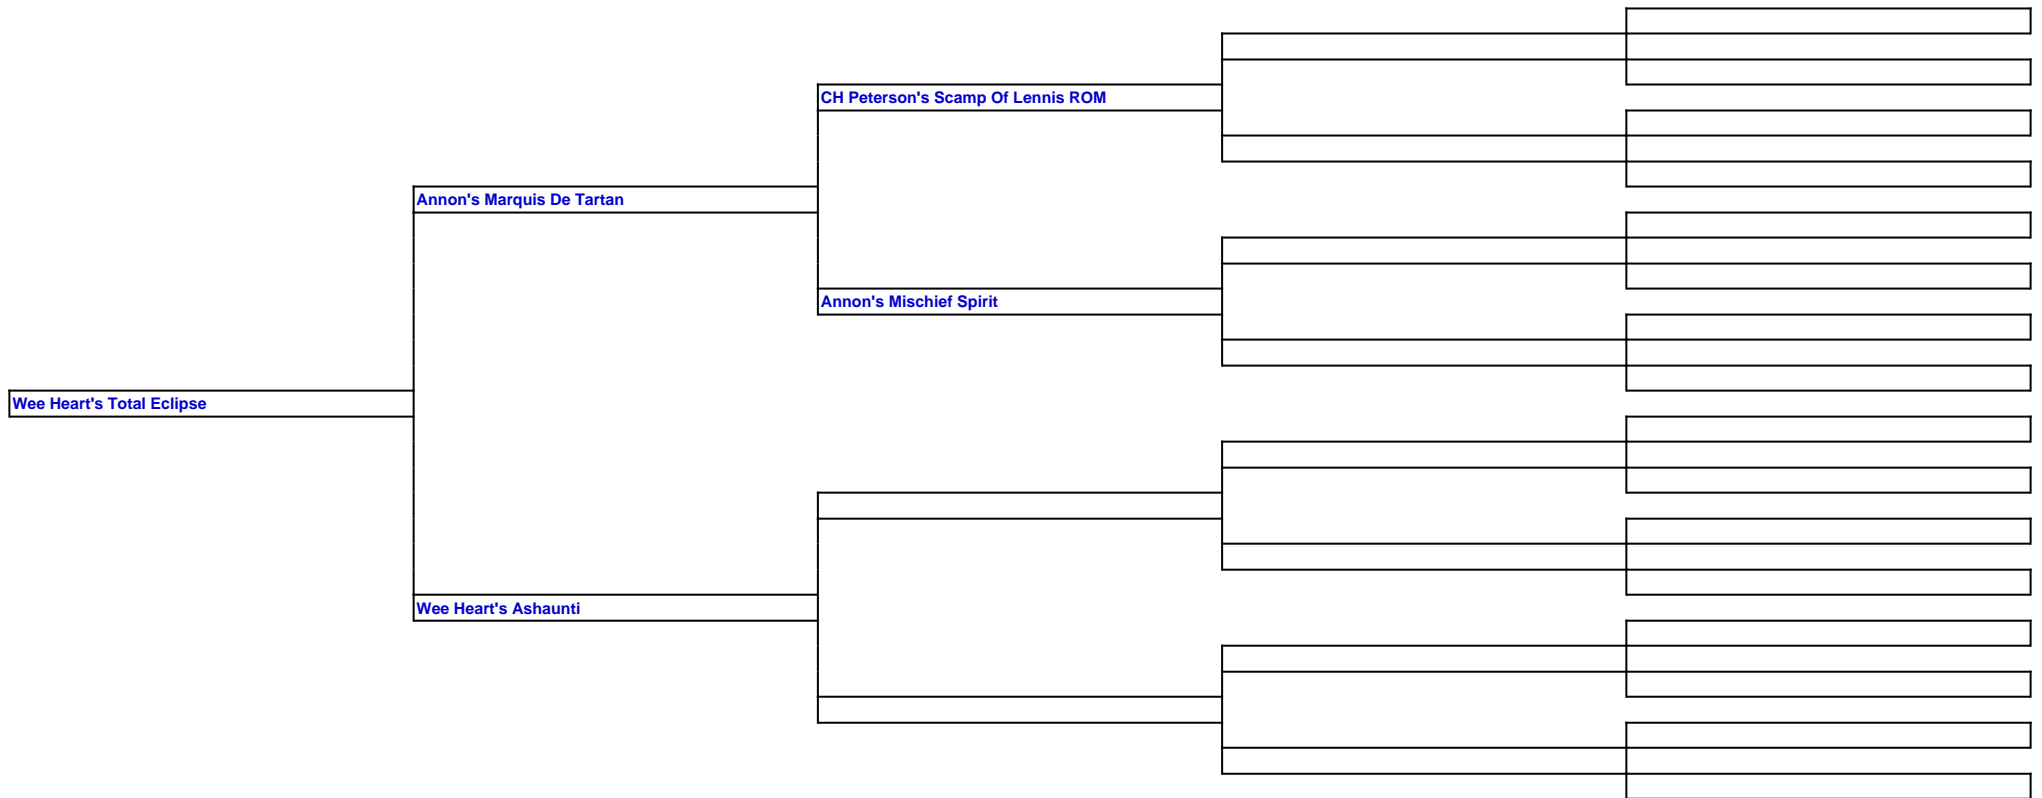 CH Peterson's Scamp Of Lennis ROM
Annon's Marquis De Tartan
Annon's Mischief Spirit
Wee Heart's Total Eclipse
Wee Heart's Ashaunti